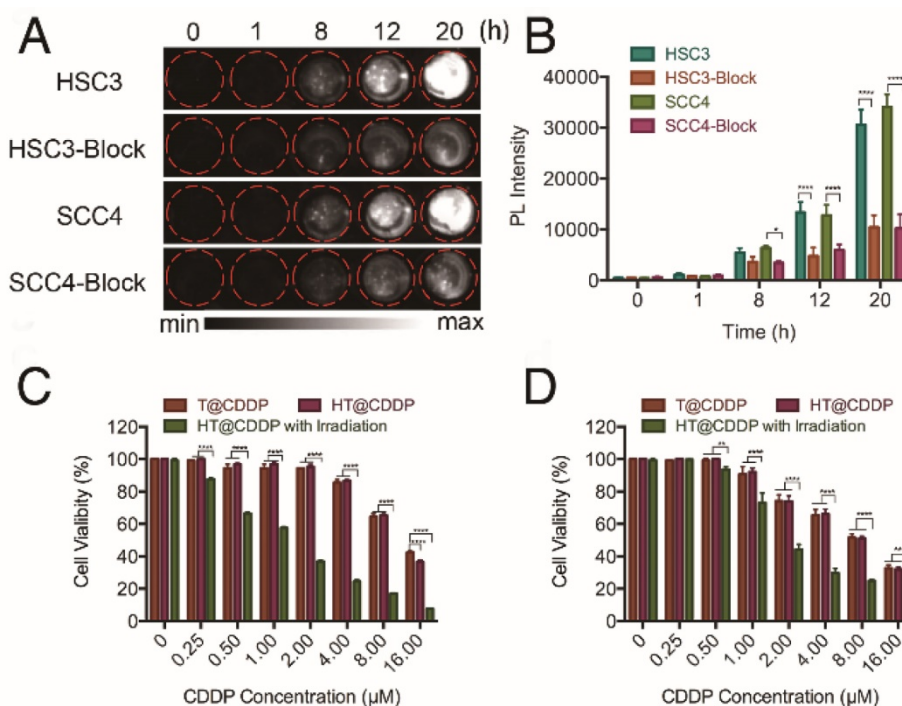 A
0 1 8 12 20 (h)
HSC3
HSC3-Block
SCC4
SCC4-Block
min max
B
HSC3
HSC3-Block
SCC4
SCC4-Block
PL Intensity
40000
30000
20000
10000
0
****
****
****
****
*
0 1 8 12 20
Time (h)
C
T@CDDP HT@CDDP
HT@CDDP with Irradiation
Cell Vialibity (%)
120
100
80
60
40
20
0
**** **** **** **** **** **** ****
****
0 0.25 0.50 1.00 2.00 4.00 8.00 16.00
CDDP Concentration (µM)
D
T@CDDP HT@CDDP
HT@CDDP with Irradiation
Cell Vialibity (%)
120
100
80
60
40
20
0
** **** **** **** ****
0 0.25 0.50 1.00 2.00 4.00 8.00 16.00
CDDP Concentration (µM)